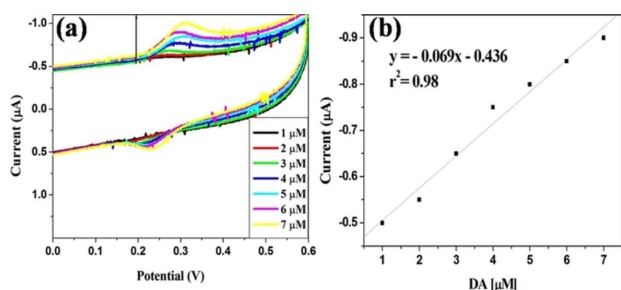 (a)
-1.0
-0.5
0.0
0.5
1.0
Current (µA)
0.0 0.1 0.2 0.3 0.4 0.5 0.6
Potential (V)
1 µM
2 µM
3 µM
4 µM
5 µM
6 µM
7 µM
(b)
y = - 0.069x - 0.436
r² = 0.98
-0.9
-0.8
-0.7
-0.6
-0.5
Current (µA)
1 2 3 4 5 6 7
DA [µM]